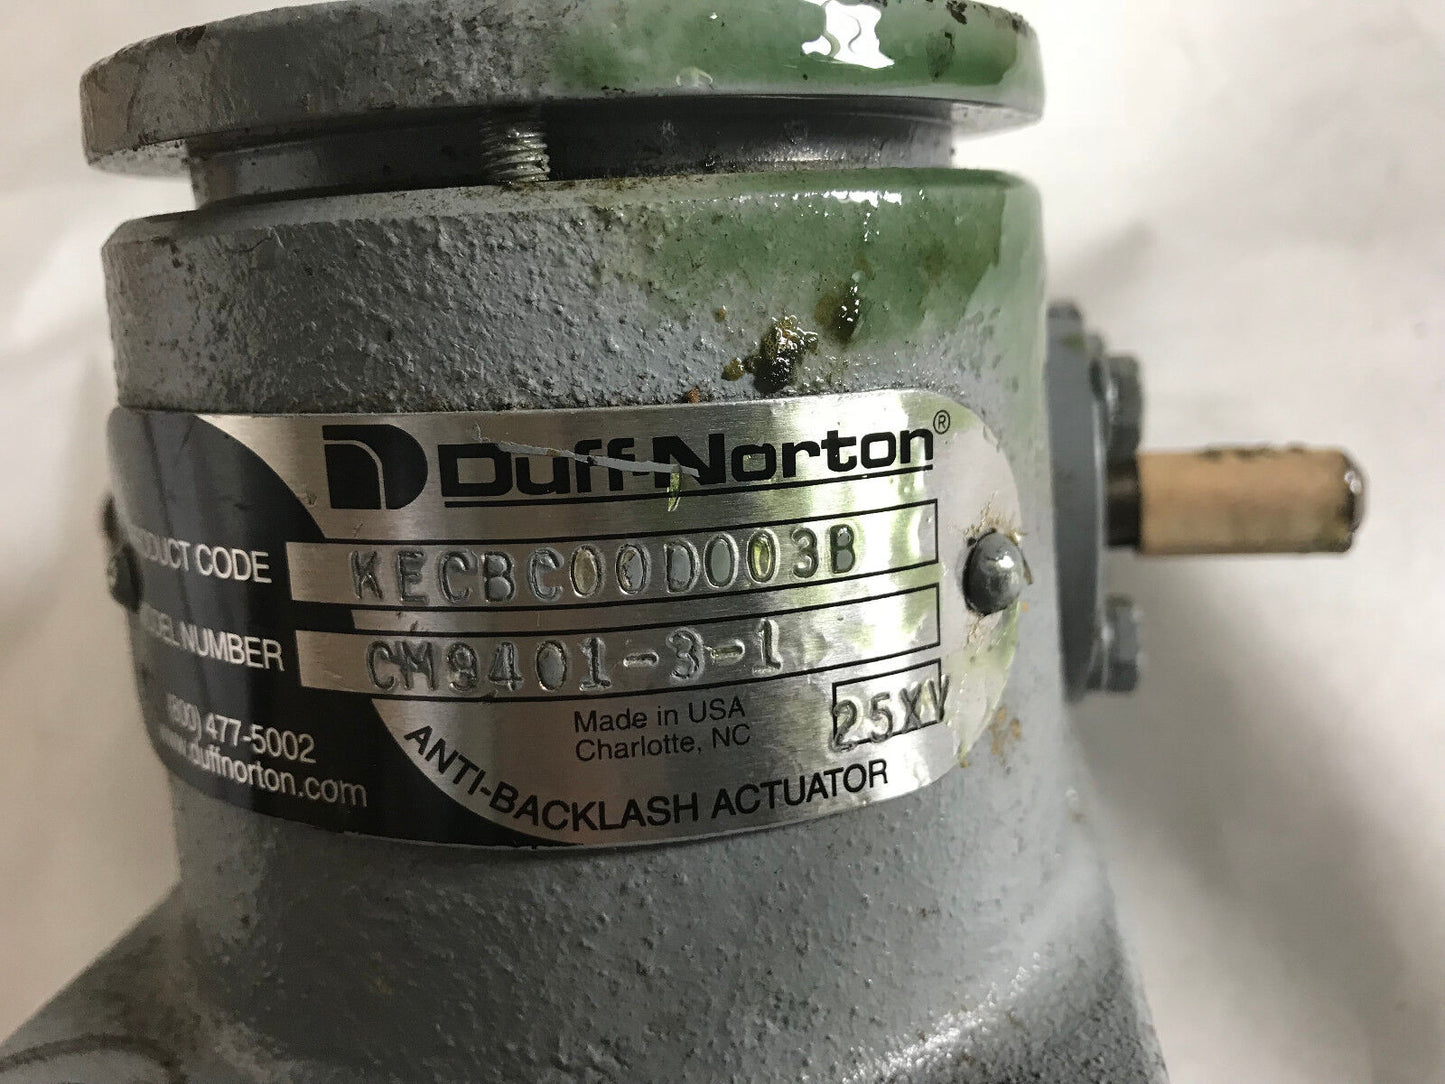 Duff-Norton®
PRODUCT CODE KECBC00D003B
MODEL NUMBER CM9401-3-1
(800) 477-5002
www.duffnorton.com
Made in USA
Charlotte, NC
25XV
ANTI-BACKLASH ACTUATOR